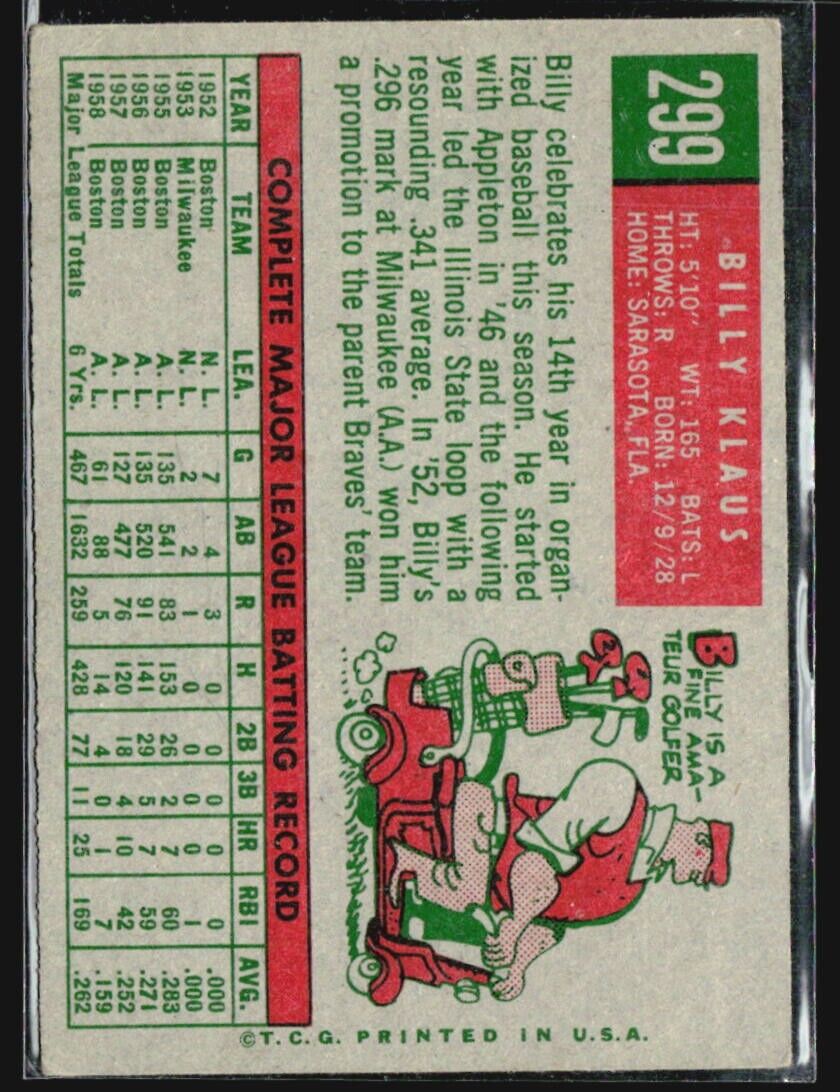 299
BILLY KLAUS
HT: 5'10" WT: 165 BATS: L
THROWS: R BORN: 12/9/28
HOME: SARASOTA, FLA.
Billy celebrates his 14th year in organ-
ized baseball this season. He started
with Appleton in '46 and the following
year led the Illinois State loop with a
resounding .341 average. In '52, Billy's
.296 mark at Milwaukee (A.A.) won him
a promotion to the parent Braves' team.
BILLY IS A
FINE AMA-
TEUR GOLFER
COMPLETE MAJOR LEAGUE BATTING RECORD
YEAR TEAM LEA. G AB R H 2B 3B HR RBI AVG.
1952 Boston N. L. 7 4 3 0 0 0 0 0 .000
1953 Milwaukee N. L. 2 2 1 0 0 0 0 1 .000
1955 Boston A. L. 135 541 83 153 26 2 7 60 .283
1956 Boston A. L. 135 520 91 141 29 5 7 59 .271
1957 Boston A. L. 127 477 76 120 18 4 10 42 .252
1958 Boston A. L. 61 88 5 14 4 0 1 7 .159
Major League Totals 6 Yrs. 467 1632 259 428 77 11 25 169 .262
©T.C.G. PRINTED IN U.S.A.